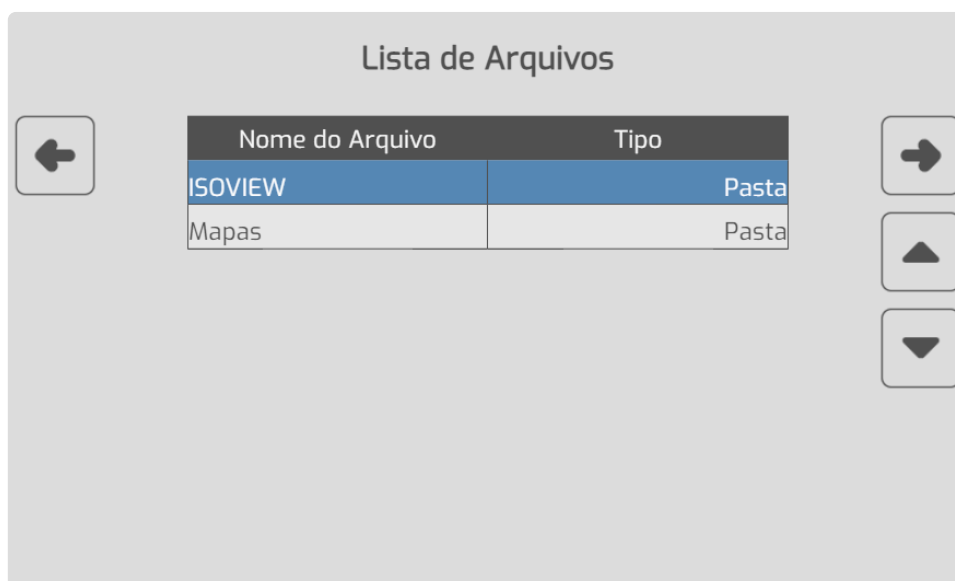 Lista de Arquivos
Nome do Arquivo Tipo
ISOVIEW Pasta
Mapas Pasta